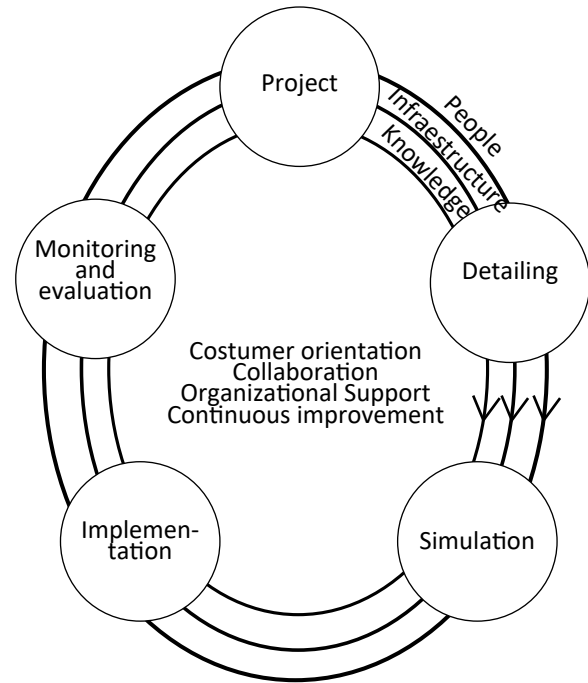 Project
People
Infraestructure
Knowledge
Monitoring
and
evaluation
Detailing
Costumer orientation
Collaboration
Organizational Support
Continuous improvement
Implemen-
tation
Simulation